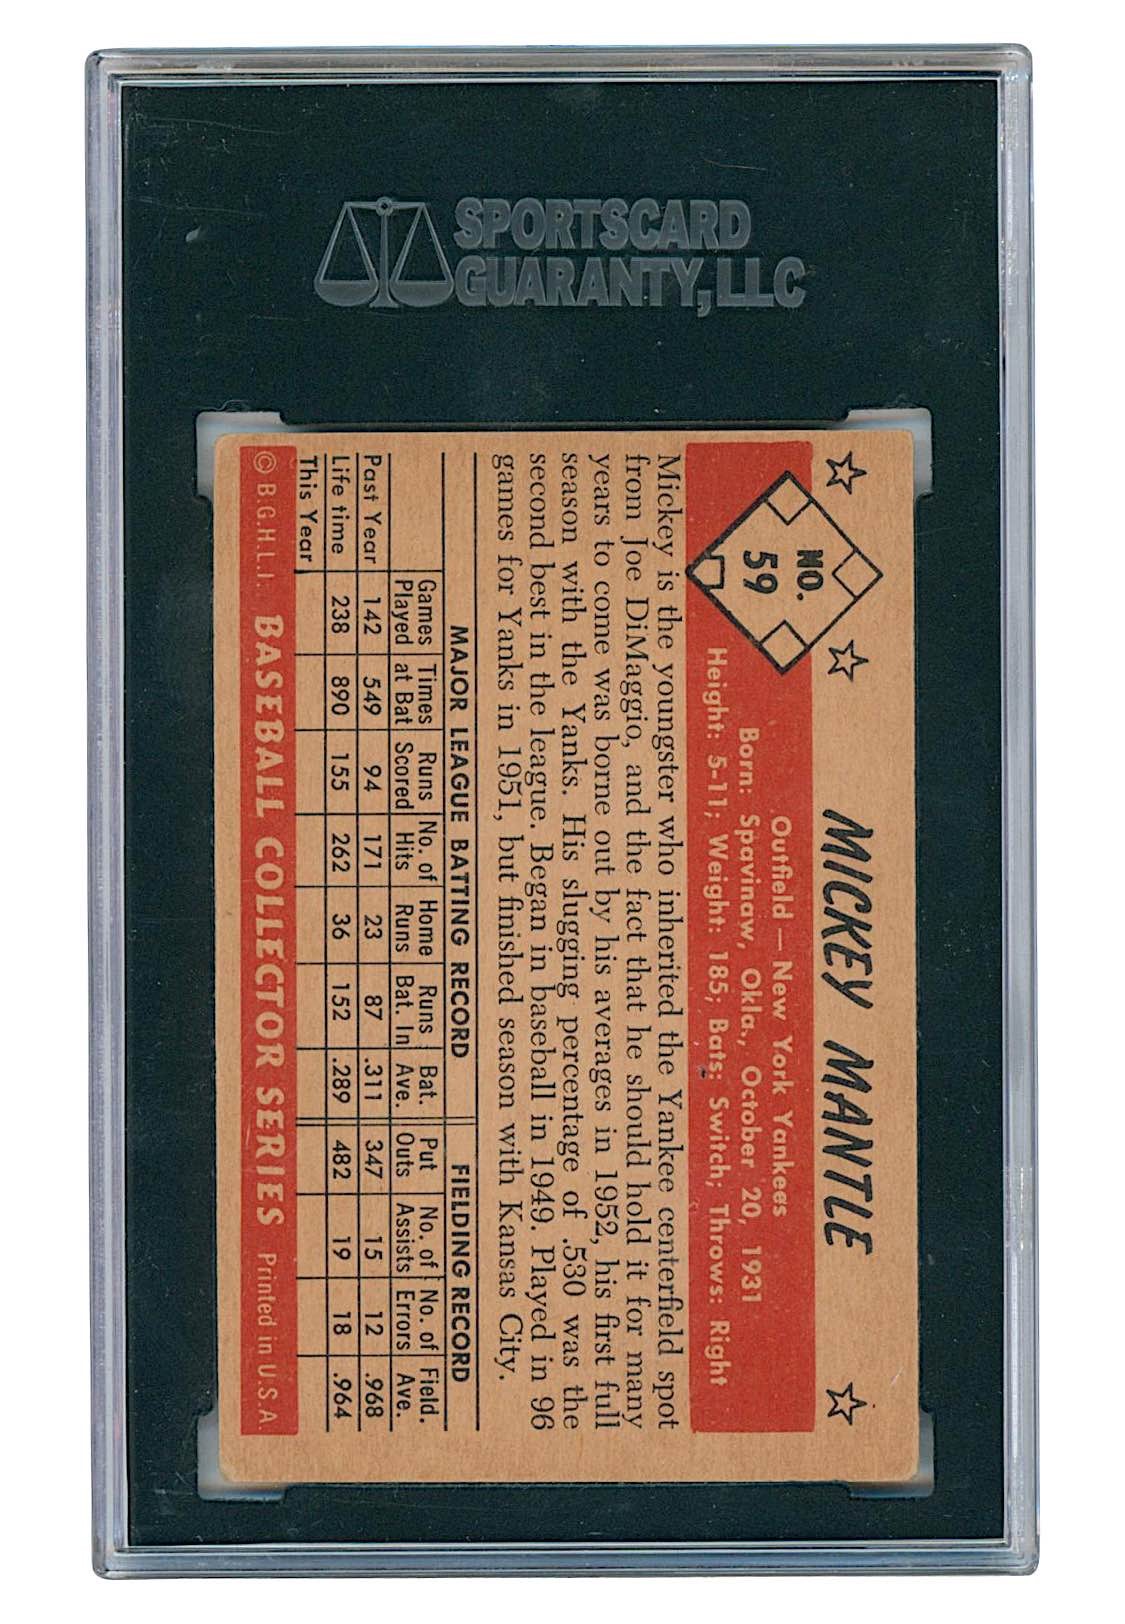 SPORTSCARD
GUARANTY, LLC
MICKEY MANTLE
NO.
59
Outfield — New York Yankees
Born: Spavinaw, Okla., October 20, 1931
Height: 5-11; Weight: 185; Bats: Switch; Throws: Right
Mickey is the youngster who inherited the Yankee centerfield spot
from Joe DiMaggio, and the fact that he should hold it for many
years to come was borne out by his averages in 1952, his first full
season with the Yanks. His slugging percentage of .530 was the
second best in the league. Began in baseball in 1949. Played in 96
games for Yanks in 1951, but finished season with Kansas City.
MAJOR LEAGUE BATTING RECORD FIELDING RECORD
Games Times Runs No. of Home Runs Bat. Put No. of No. of Field.
Played at Bat Scored Hits Runs Bat. In Ave. Outs Assists Errors Ave.
Past Year 142 549 94 171 23 87 .311 347 15 12 .968
Life time 238 890 155 262 36 152 .289 482 19 18 .964
This Year
© B.G.H.L.I. BASEBALL COLLECTOR SERIES Printed in U.S.A.